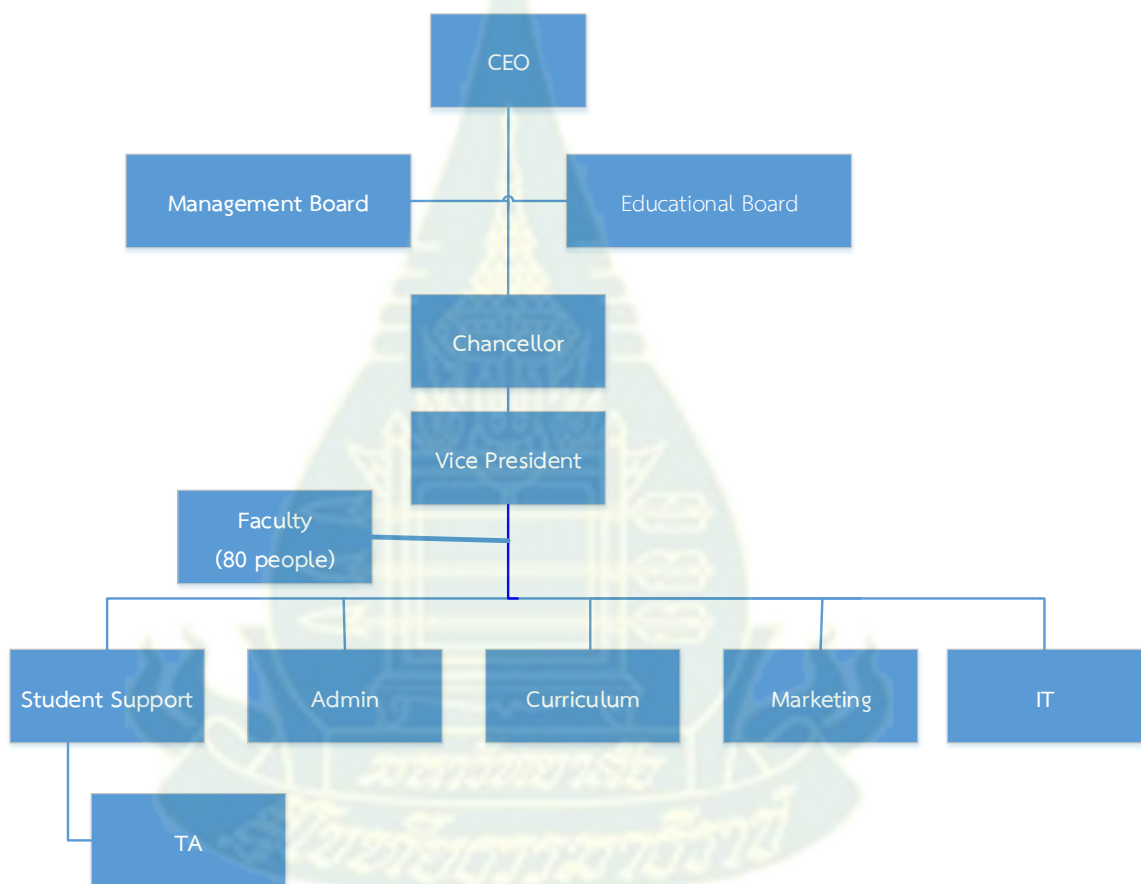 CEO
Management Board
Educational Board
Chancellor
Vice President
Faculty
(80 people)
Student Support
Admin
Curriculum
Marketing
IT
TA